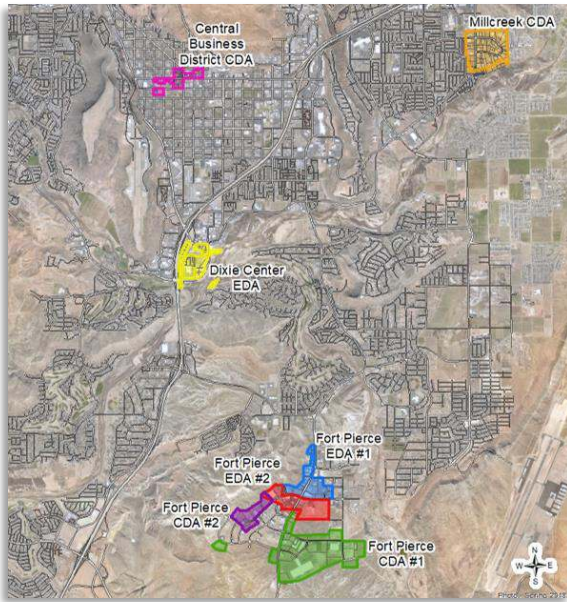 Central
Business
District CDA
Millcreek CDA
Dixie Center
EDA
Fort Pierce
EDA #1
Fort Pierce
EDA #2
Fort Pierce
CDA #2
Fort Pierce
CDA #1
N
W E
S